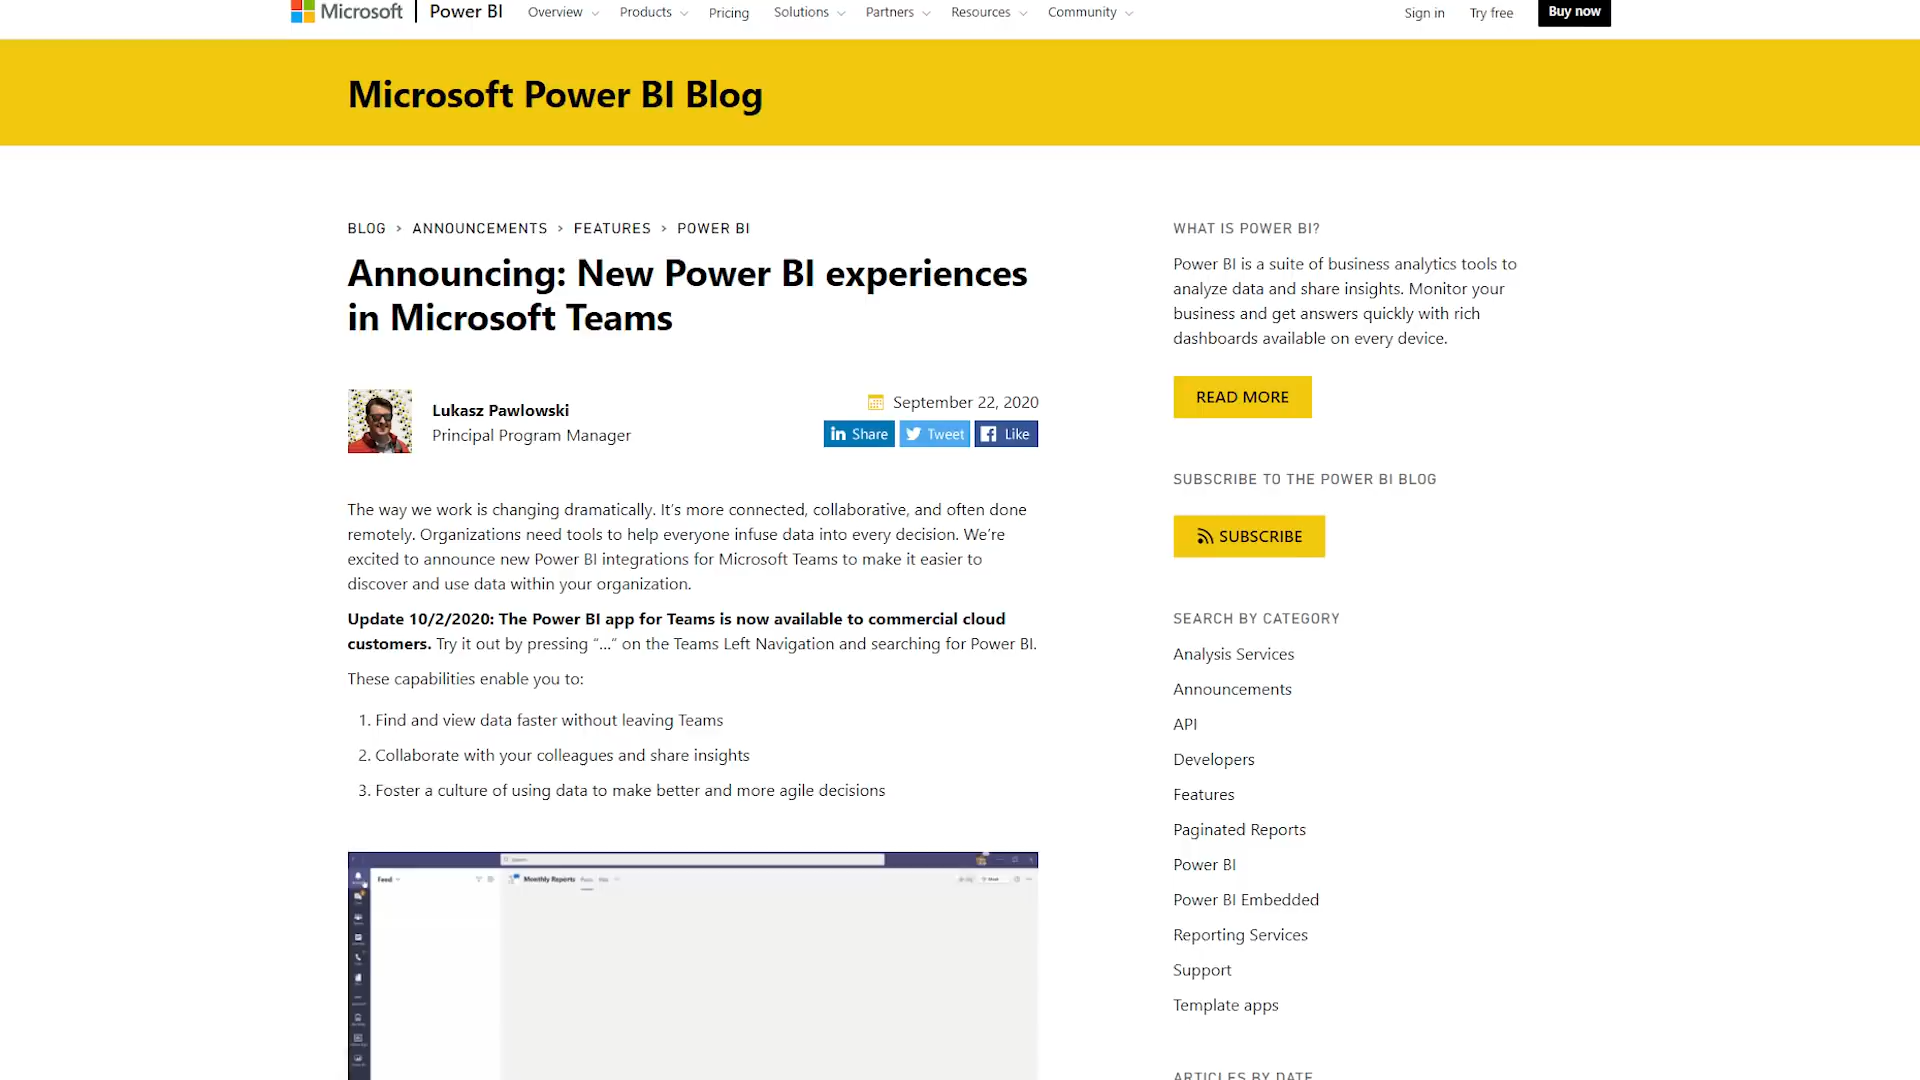 Microsoft
Power BI
Overview
Products
Pricing
Solutions
Partners
Resources
Community
Sign in
Try free
Buy now
Microsoft Power BI Blog
BLOG > ANNOUNCEMENTS > FEATURES > POWER BI
Announcing: New Power BI experiences
in Microsoft Teams
Lukasz Pawlowski
Principal Program Manager
September 22, 2020
Share
Tweet
Like
The way we work is changing dramatically. It's more connected, collaborative, and often done
remotely. Organizations need tools to help everyone infuse data into every decision. We're
excited to announce new Power BI integrations for Microsoft Teams to make it easier to
discover and use data within your organization.
Update 10/2/2020: The Power BI app for Teams is now available to commercial cloud
customers. Try it out by pressing “...” on the Teams Left Navigation and searching for Power BI.
These capabilities enable you to:
1. Find and view data faster without leaving Teams
2. Collaborate with your colleagues and share insights
3. Foster a culture of using data to make better and more agile decisions
Feed
Monthly Reports
WHAT IS POWER BI?
Power BI is a suite of business analytics tools to
analyze data and share insights. Monitor your
business and get answers quickly with rich
dashboards available on every device.
READ MORE
SUBSCRIBE TO THE POWER BI BLOG
SUBSCRIBE
SEARCH BY CATEGORY
Analysis Services
Announcements
API
Developers
Features
Paginated Reports
Power BI
Power BI Embedded
Reporting Services
Support
Template apps
ARTICLES BY DATE